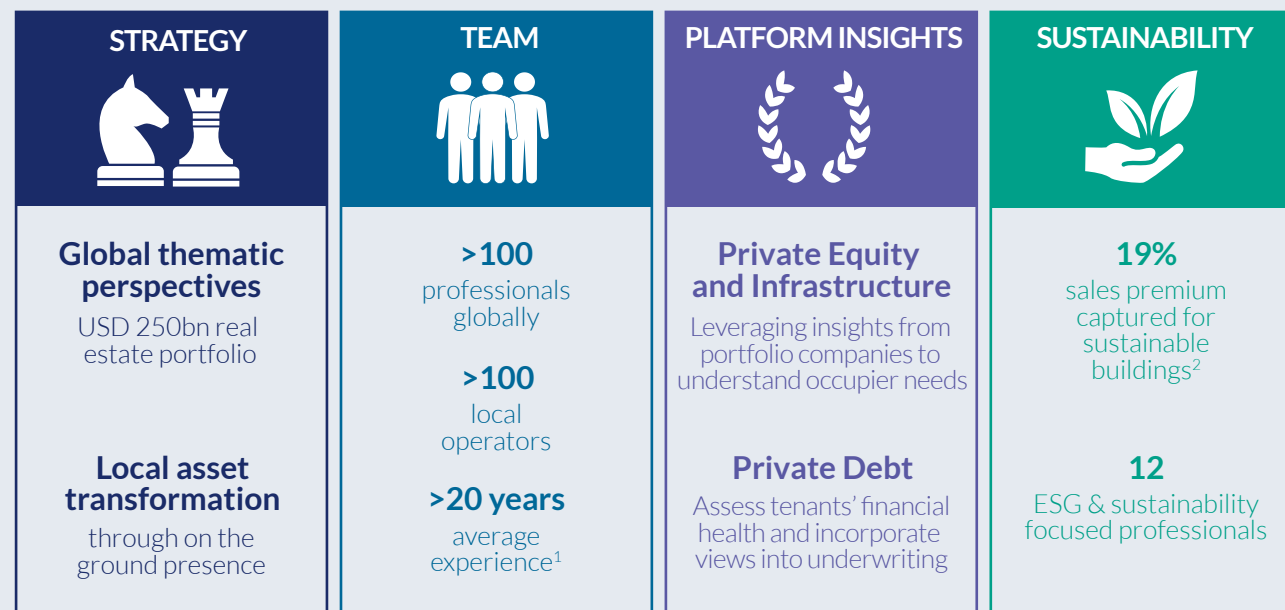 STRATEGY
Global thematic
perspectives
USD 250bn real
estate portfolio
Local asset
transformation
through on the
ground presence
TEAM
>100
professionals
globally
>100
local
operators
>20 years
average
experience1
PLATFORM INSIGHTS
Private Equity
and Infrastructure
Leveraging insights from
portfolio companies to
understand occupier needs
Private Debt
Assess tenants' financial
health and incorporate
views into underwriting
SUSTAINABILITY
19%
sales premium
captured for
sustainable
buildings2
12
ESG & sustainability
focused professionals